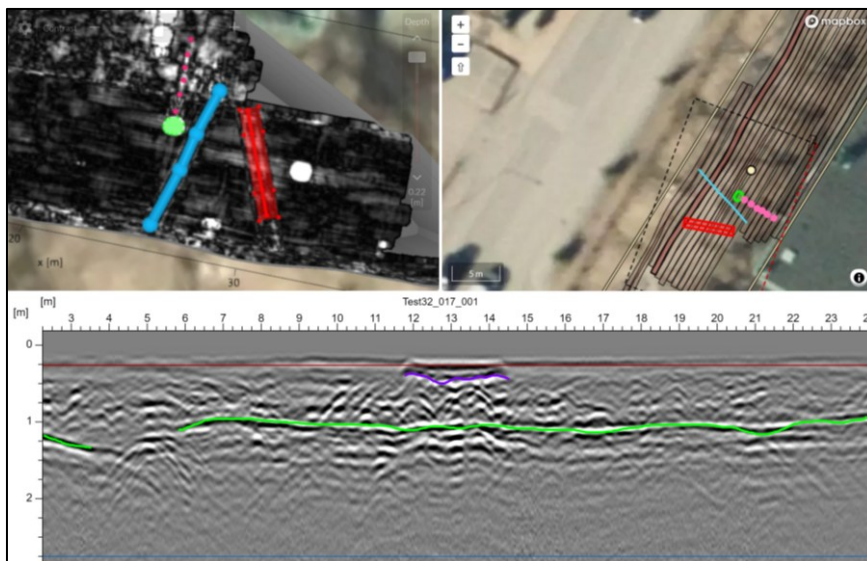 Depth
0.22
[m]
20
x [m]
30
+
−
⇧
mapbox
5 m
i
[m]
Test32_017_001
[m]
3 4 5 6 7 8 9 10 11 12 13 14 15 16 17 18 19 20 21 22 23
0
1
2